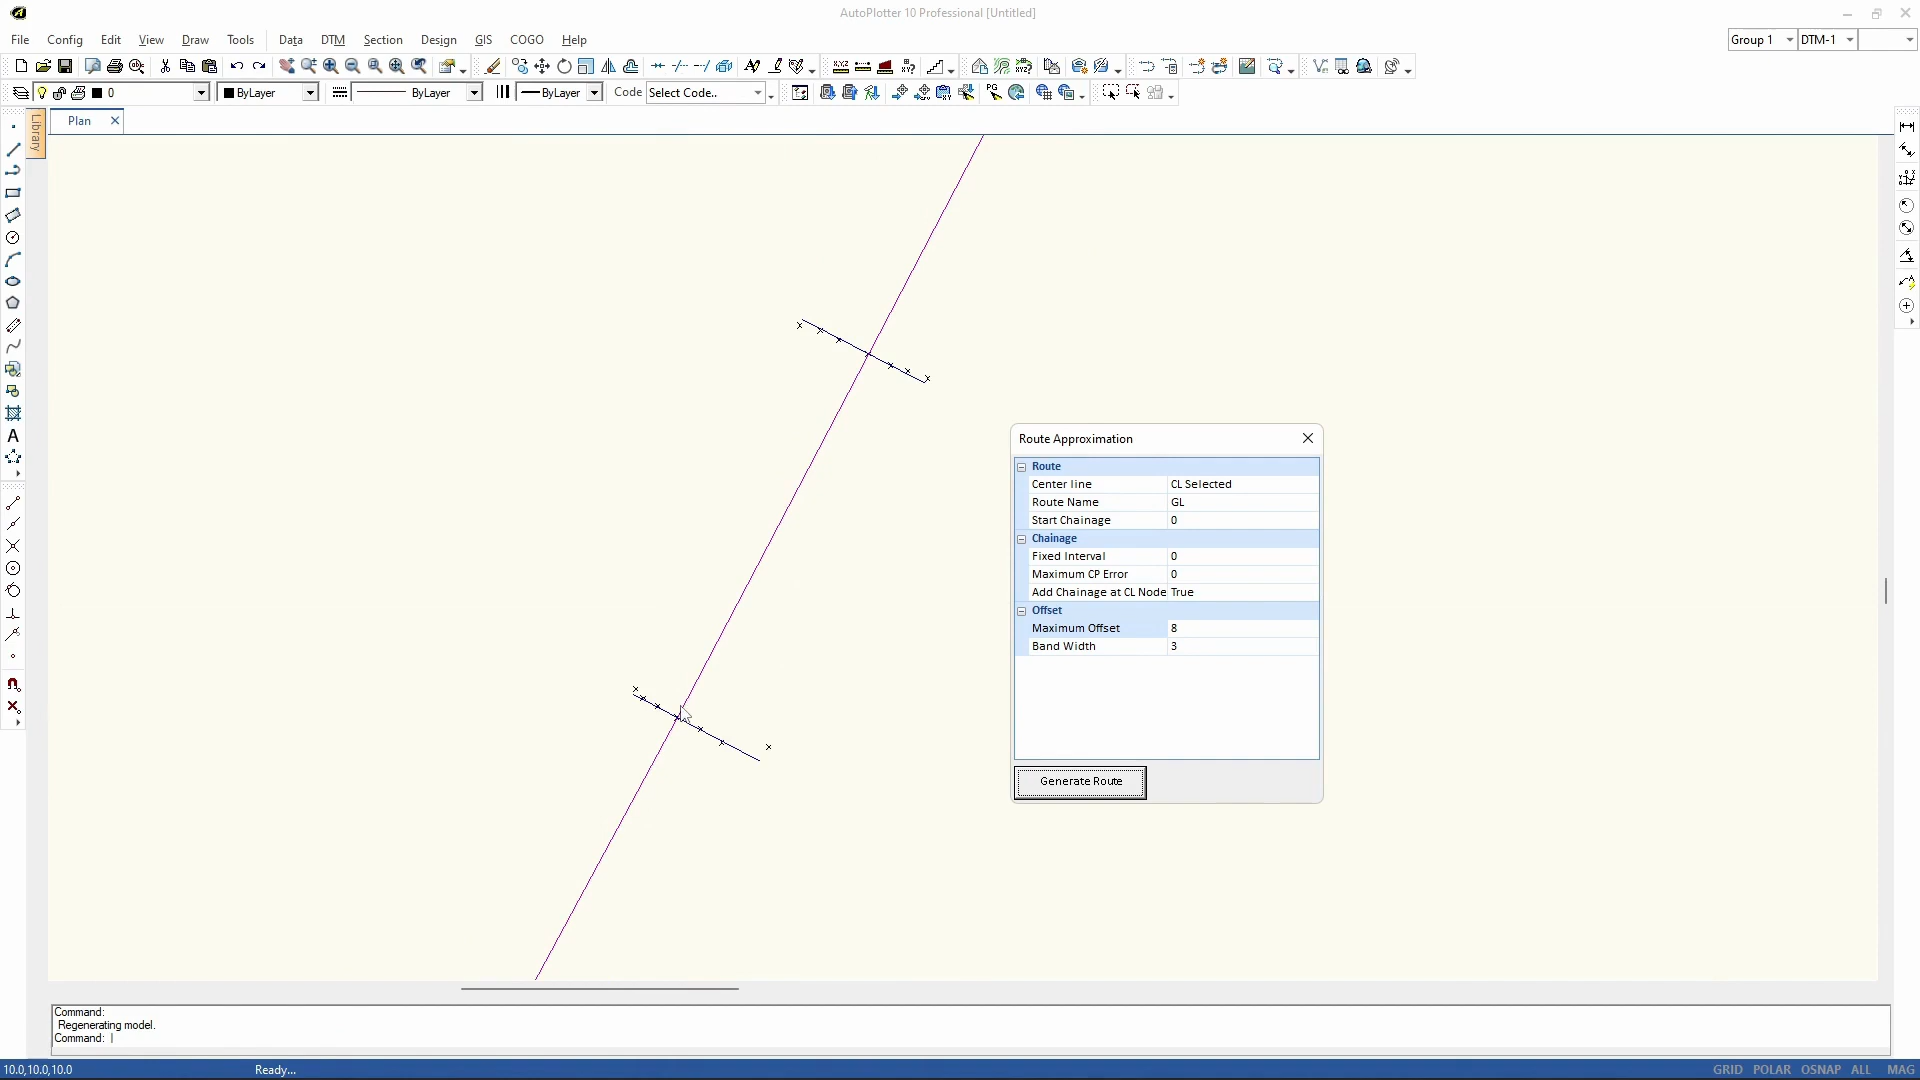 AutoPlotter 10 Professional [Untitled]
File Config Edit View Draw Tools Data DTM Section Design GIS COGO Help
Group 1 DTM-1
0 ByLayer ByLayer ByLayer Code Select Code..
Library
Plan
Route Approximation
Route
Center line CL Selected
Route Name GL
Start Chainage 0
Chainage
Fixed Interval 0
Maximum CP Error 0
Add Chainage at CL Node True
Offset
Maximum Offset 8
Band Width 3
Generate Route
Command:
Regenerating model.
Command:
10.0,10.0,10.0 Ready... GRID POLAR OSNAP ALL MAG